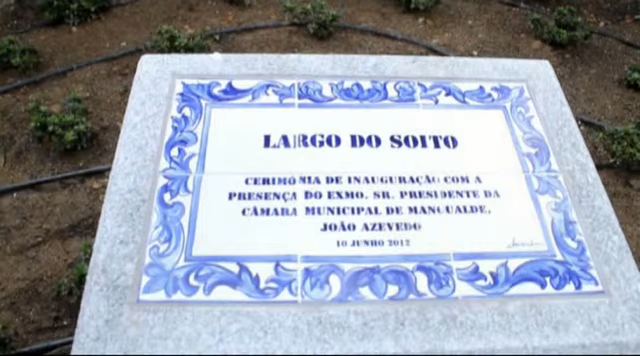 LARGO DO SOITO
CERIMÓNIA DE INAUGURAÇÃO COM A
PRESENÇA DO EXMO. SR. PRESIDENTE DA
CÂMARA MUNICIPAL DE MANGUALDE,
JOÃO AZEVEDO
10 JUNHO 2012